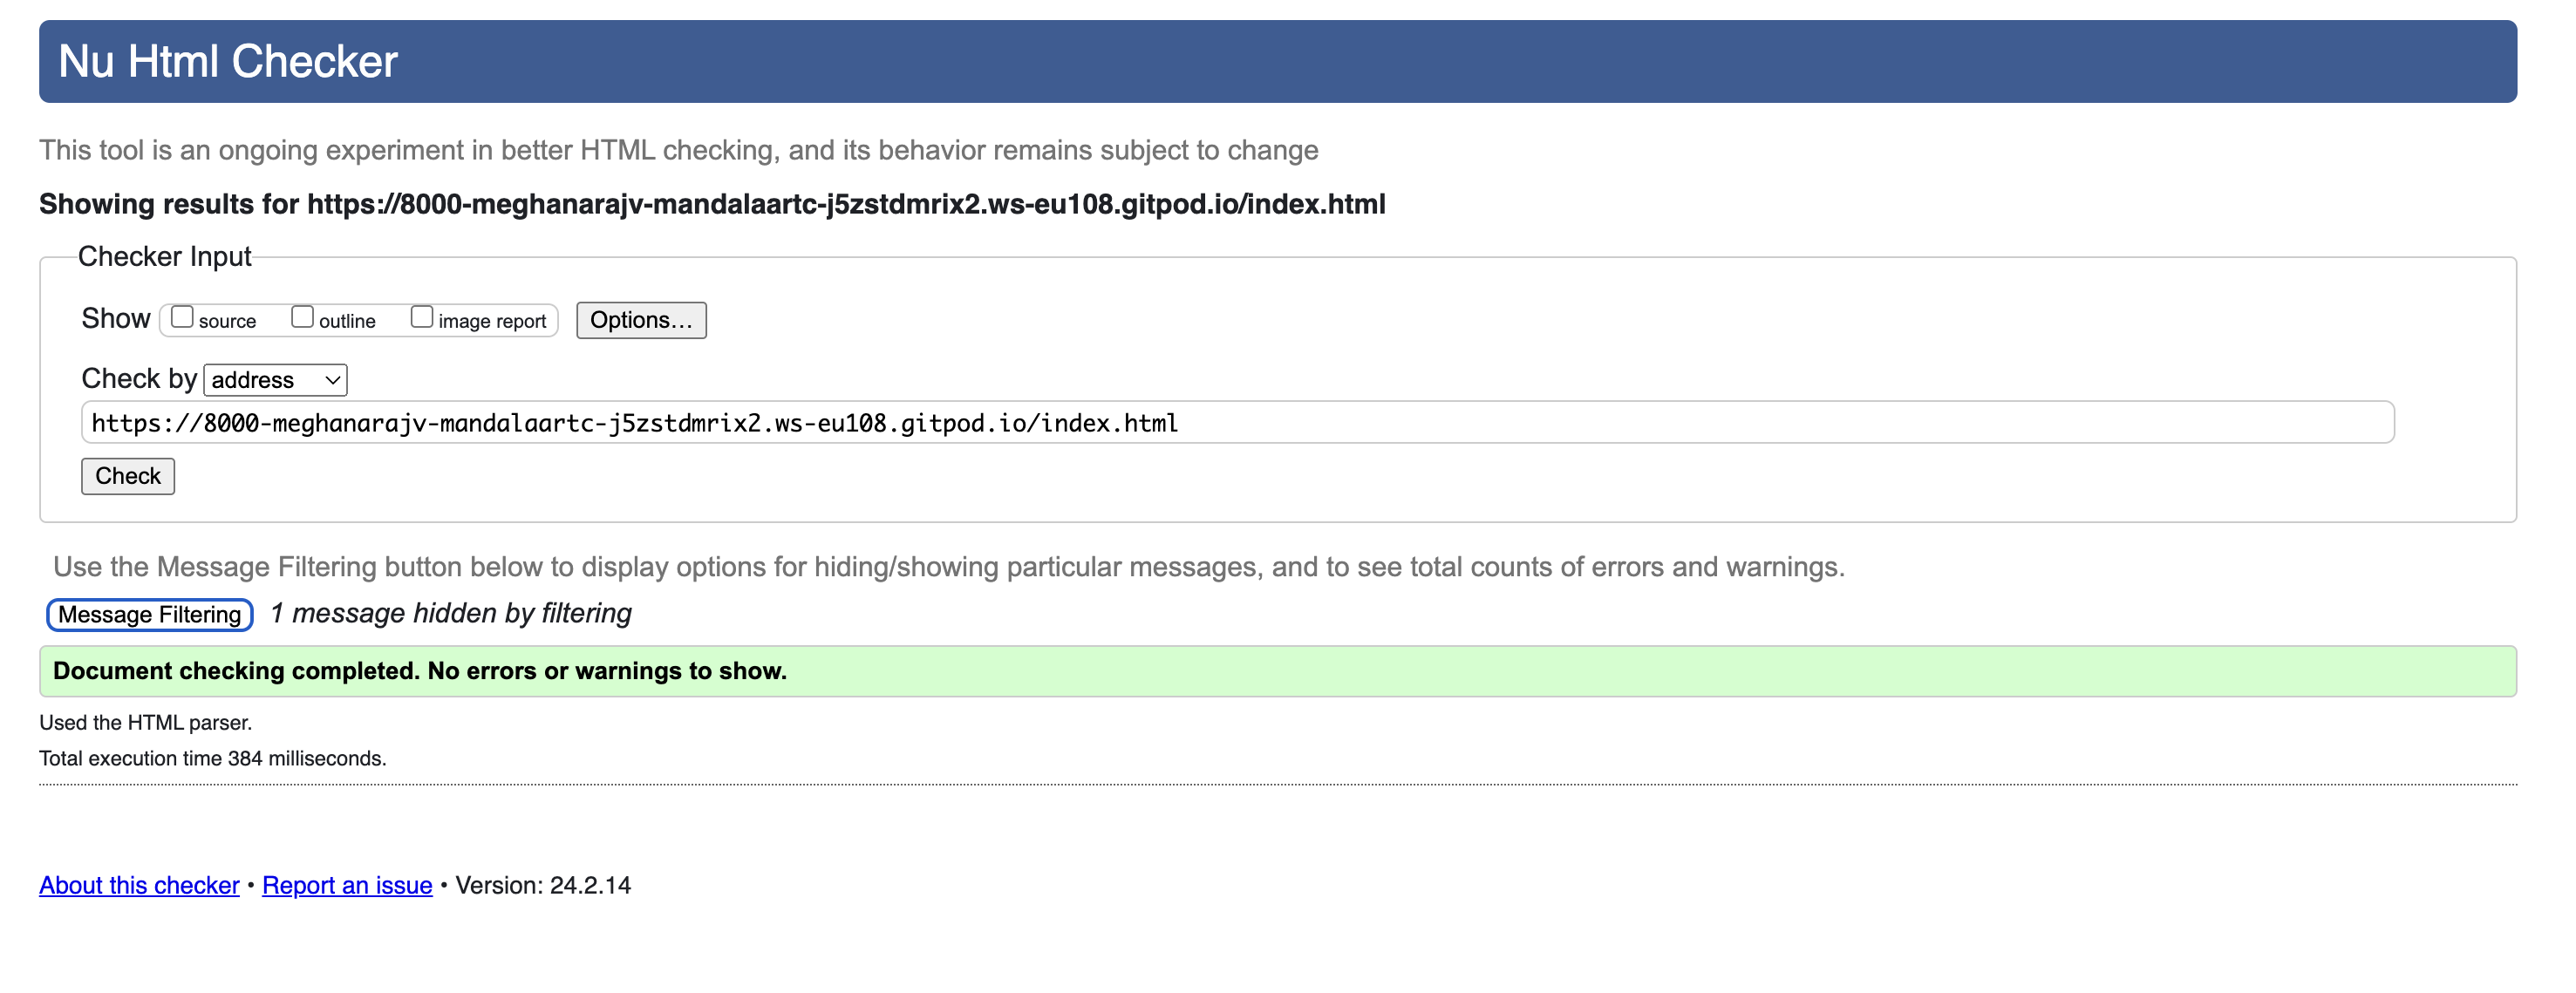 Nu Html Checker
This tool is an ongoing experiment in better HTML checking, and its behavior remains subject to change
Showing results for https://8000-meghanarajv-mandalaartc-j5zstdmrix2.ws-eu108.gitpod.io/index.html
Checker Input
Show source outline image report Options...
Check by address
https://8000-meghanarajv-mandalaartc-j5zstdmrix2.ws-eu108.gitpod.io/index.html
Check
Use the Message Filtering button below to display options for hiding/showing particular messages, and to see total counts of errors and warnings.
Message Filtering 1 message hidden by filtering
Document checking completed. No errors or warnings to show.
Used the HTML parser.
Total execution time 384 milliseconds.
About this checker • Report an issue • Version: 24.2.14